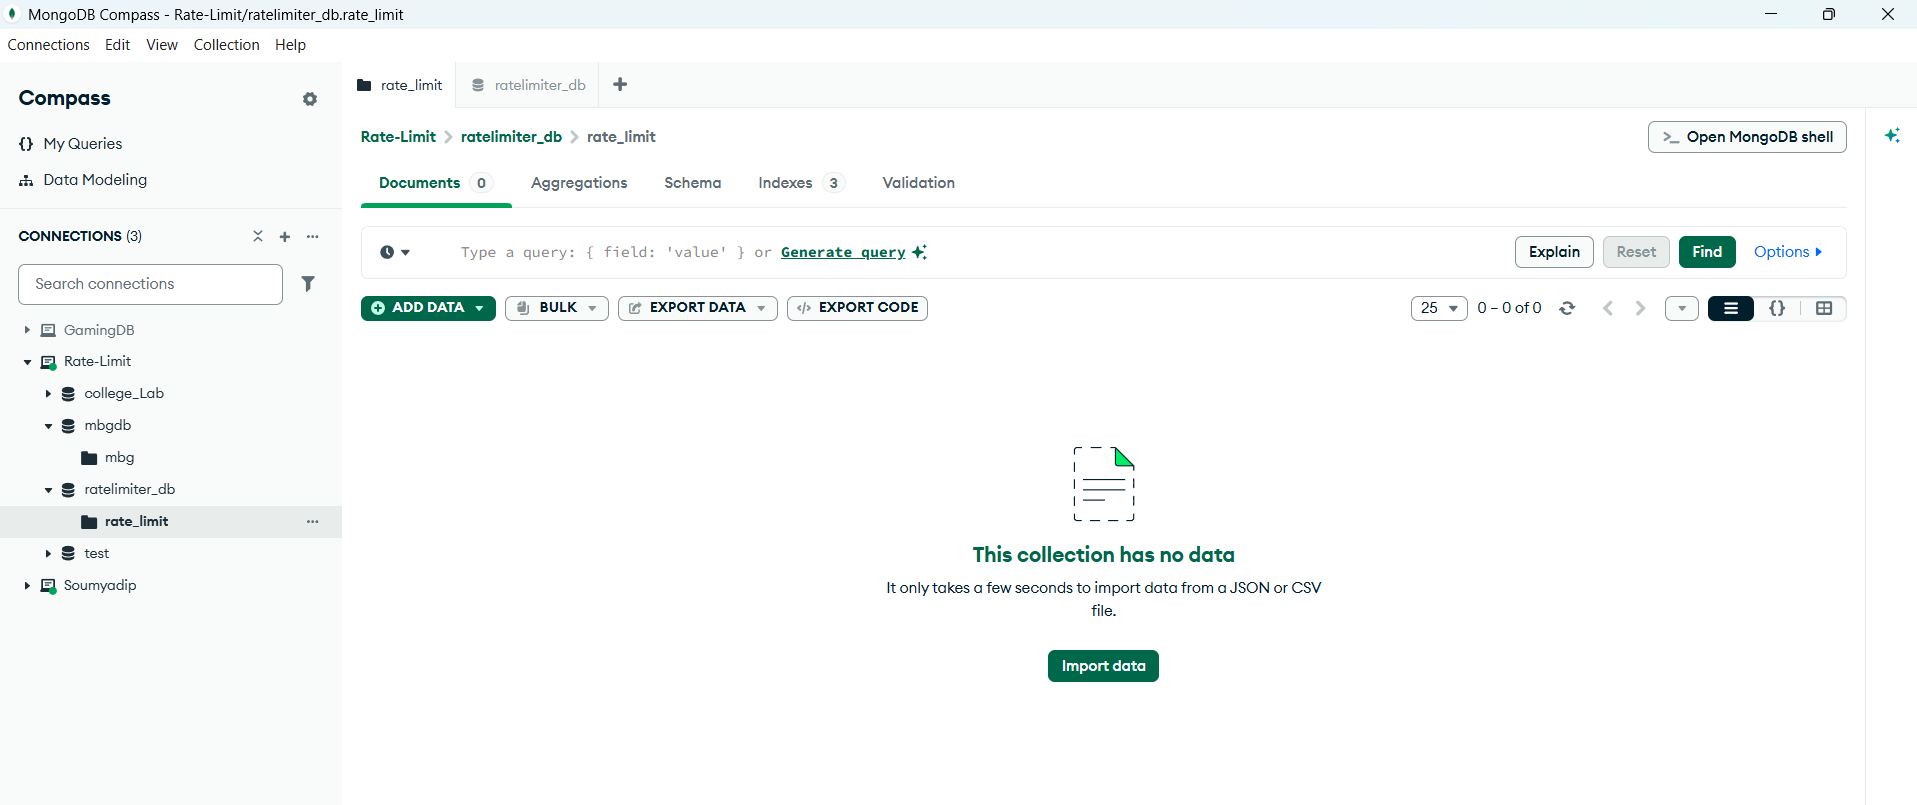 MongoDB Compass - Rate-Limit/ratelimiter_db.rate_limit
Connections Edit View Collection Help
Compass
My Queries
Data Modeling
CONNECTIONS (3)
Search connections
GamingDB
Rate-Limit
college_Lab
mbgdb
mbg
ratelimiter_db
rate_limit
test
Soumyadip
rate_limit ratelimiter_db
Rate-Limit > ratelimiter_db > rate_limit
>_ Open MongoDB shell
Documents 0 Aggregations Schema Indexes 3 Validation
Type a query: { field: 'value' } or Generate query
Explain Reset Find Options
ADD DATA BULK EXPORT DATA </> EXPORT CODE
25 0 – 0 of 0 {}
This collection has no data
It only takes a few seconds to import data from a JSON or CSV
file.
Import data